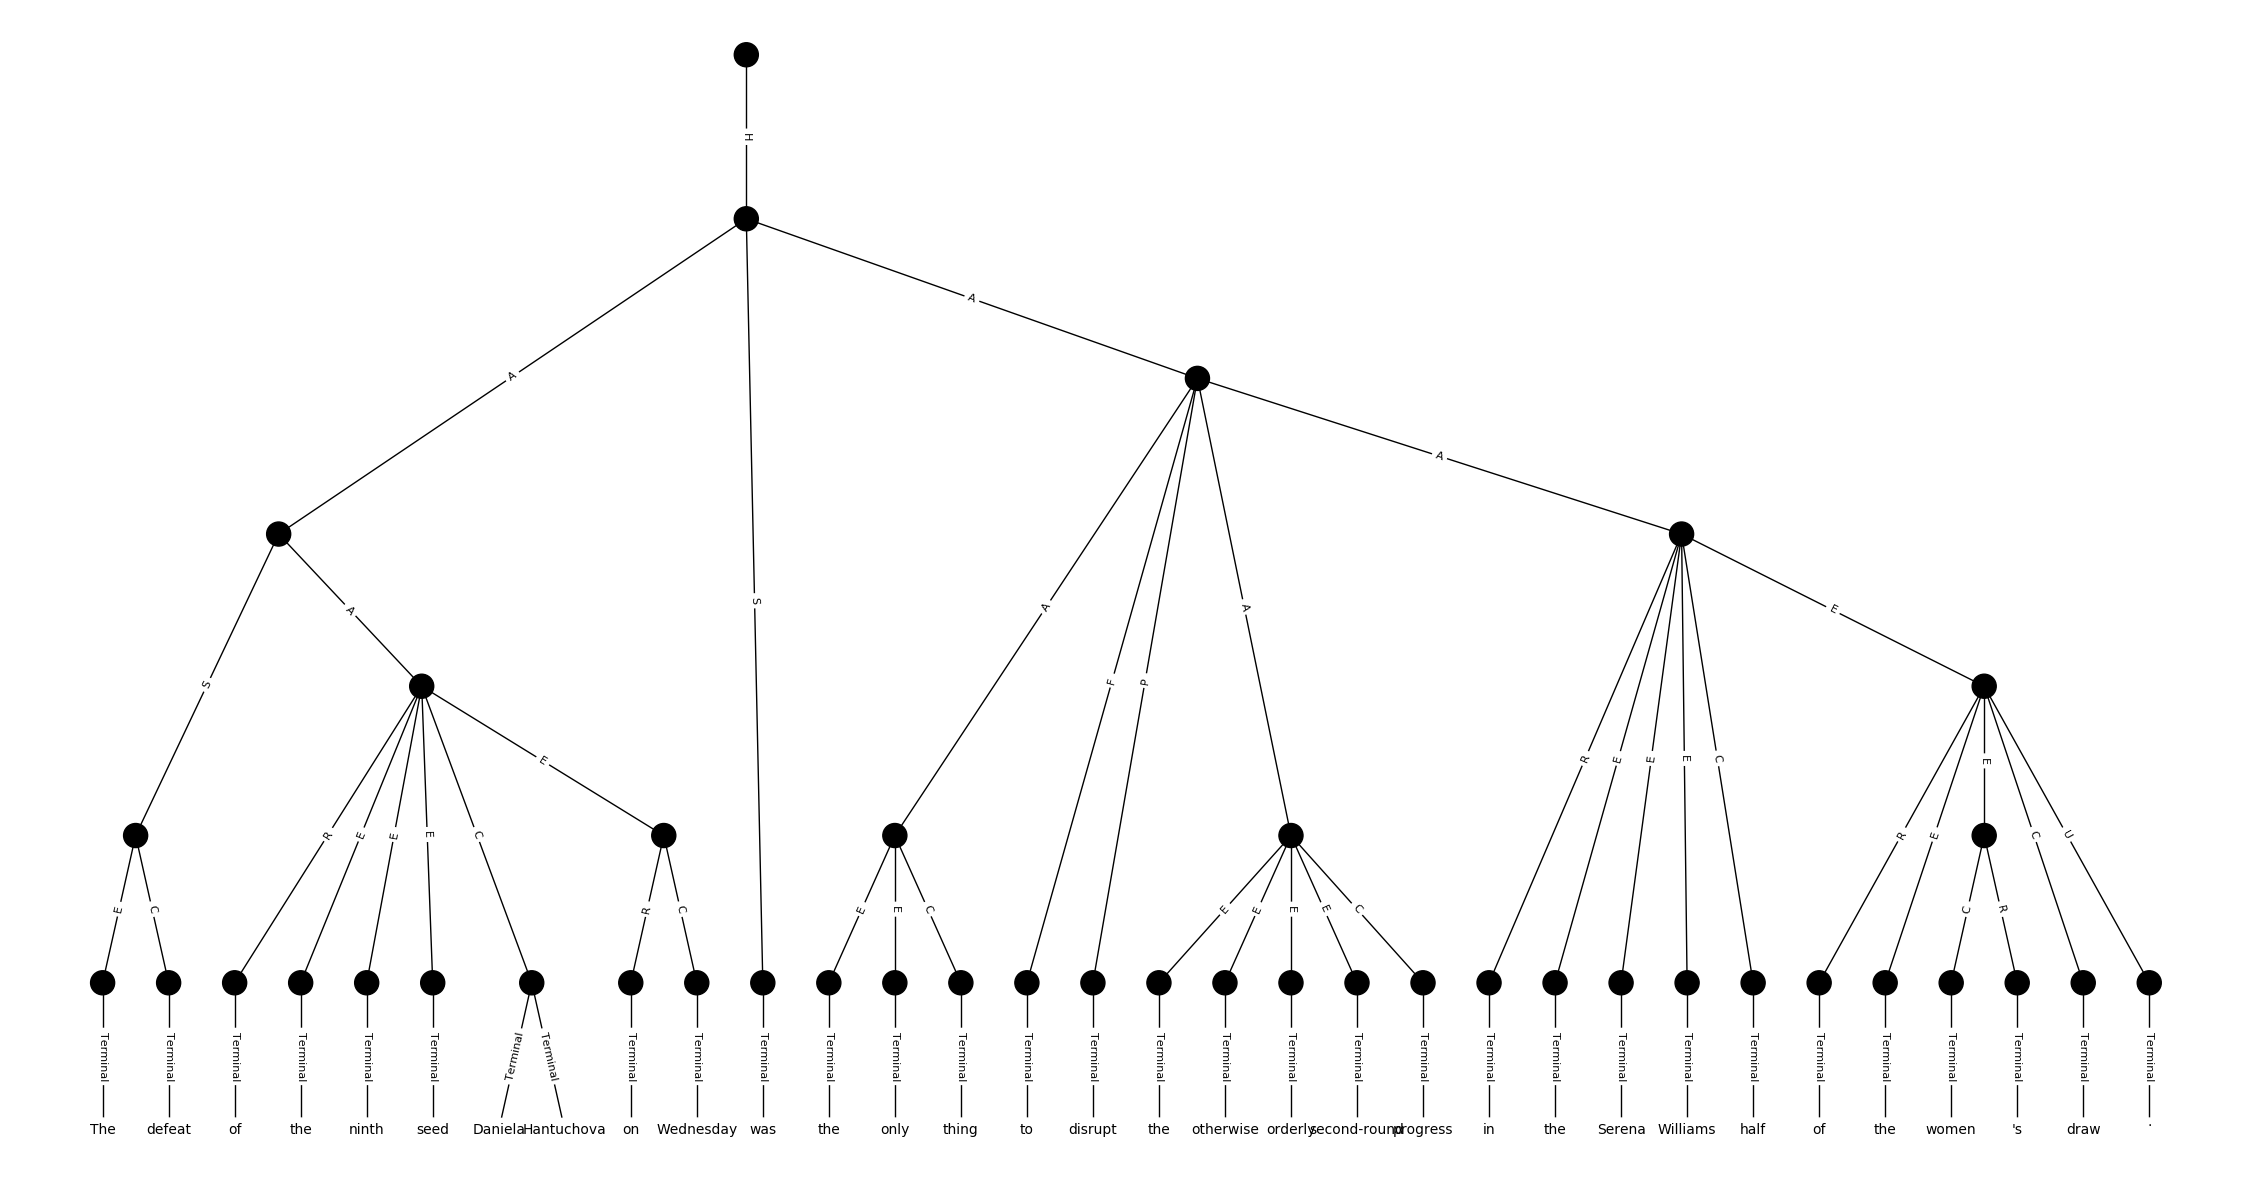 H
A
A
A
A
S
A
A
A
S
F
P
E
E
R
E
E
E
C
R
E
E
E
C
R
E
E
C
U
E
C
R
C
E
E
C
E
E
E
E
C
C
R
Terminal Terminal Terminal Terminal Terminal Terminal Terminal Terminal Terminal Terminal Terminal Terminal Terminal Terminal Terminal Terminal Terminal Terminal Terminal Terminal Terminal Terminal Terminal Terminal Terminal Terminal Terminal Terminal Terminal Terminal Terminal Terminal
The defeat of the ninth seed Daniela Hantuchova on Wednesday was the only thing to disrupt the otherwise orderly second-round progress in the Serena Williams half of the women 's draw .